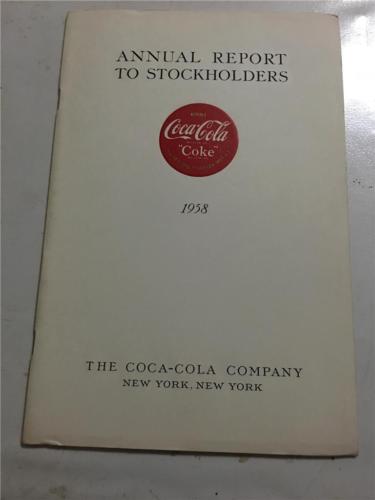 ANNUAL REPORT
TO STOCKHOLDERS
Coca-Cola
"Coke"
1958
THE COCA-COLA COMPANY
NEW YORK, NEW YORK